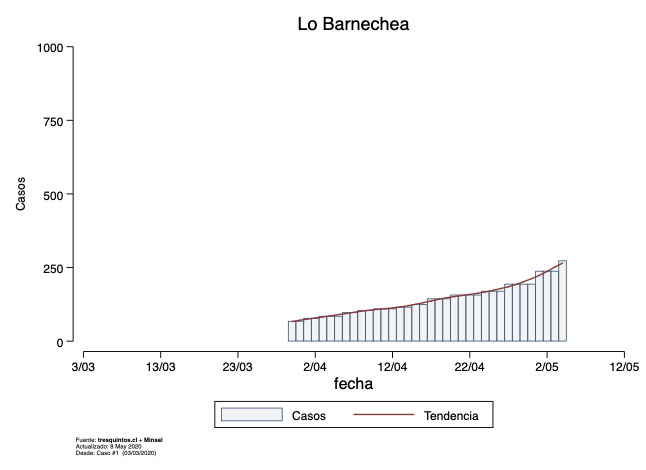 Lo Barnechea
1000
750
500
250
0
Casos
3/03 13/03 23/03 2/04 12/04 22/04 2/05 12/05
fecha
Casos Tendencia
Fuente: tresquintos.cl + Minsal
Actualizado: 8 May 2020
Desde: Caso #1 (03/03/2020)